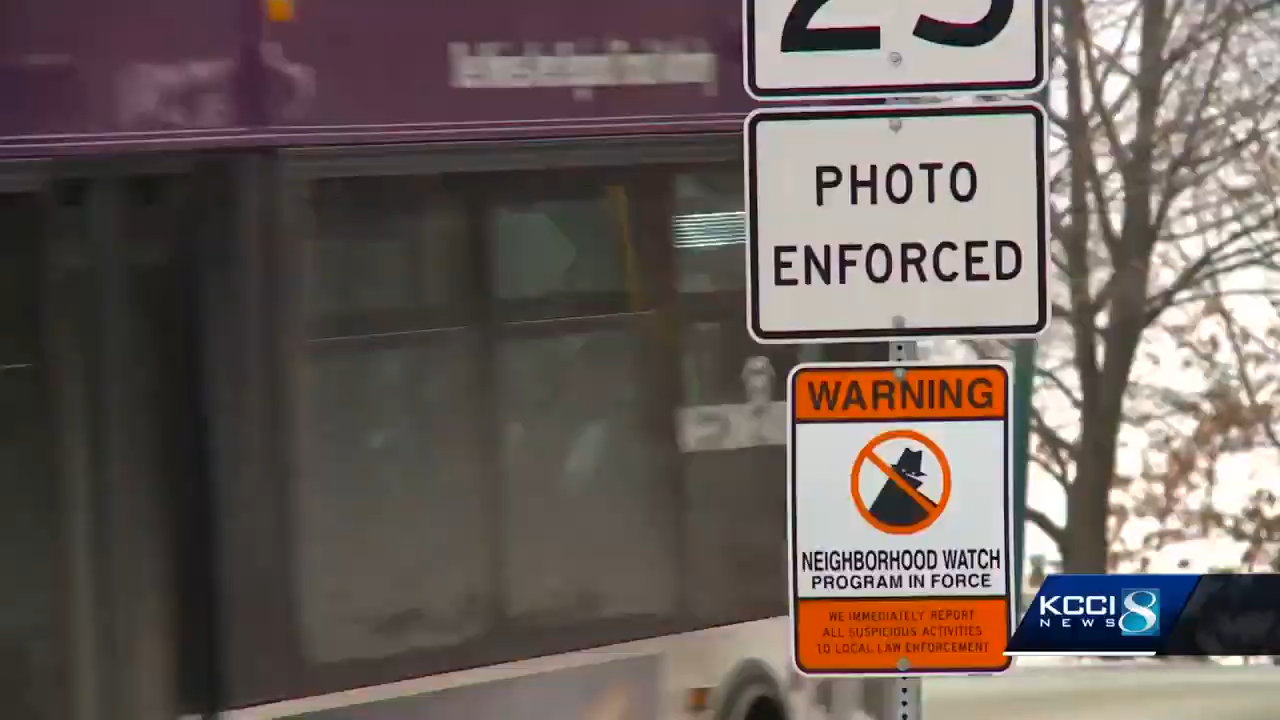 25
PHOTO
ENFORCED
WARNING
NEIGHBORHOOD WATCH
PROGRAM IN FORCE
WE IMMEDIATELY REPORT
ALL SUSPICIOUS ACTIVITIES
TO LOCAL LAW ENFORCEMENT
KCCI 8
NEWS